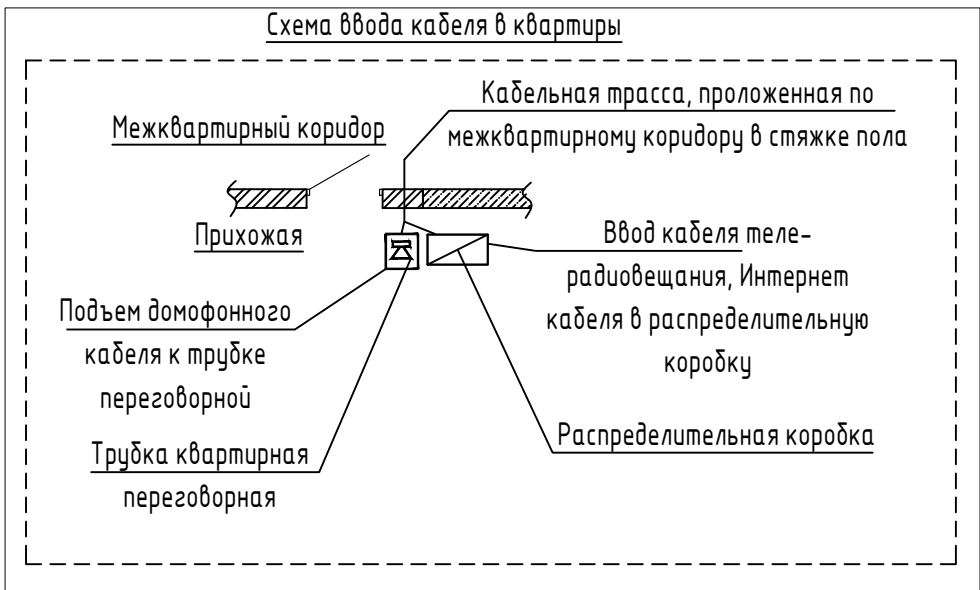 Схема ввода кабеля в квартиры
Кабельная трасса, проложенная по
межквартирному коридору в стяжке пола
Межквартирный коридор
Прихожая
Ввод кабеля теле-
радиовещания, Интернет
кабеля в распределительную
коробку
Подъем домофонного
кабеля к трубке
переговорной
Распределительная коробка
Трубка квартирная
переговорная